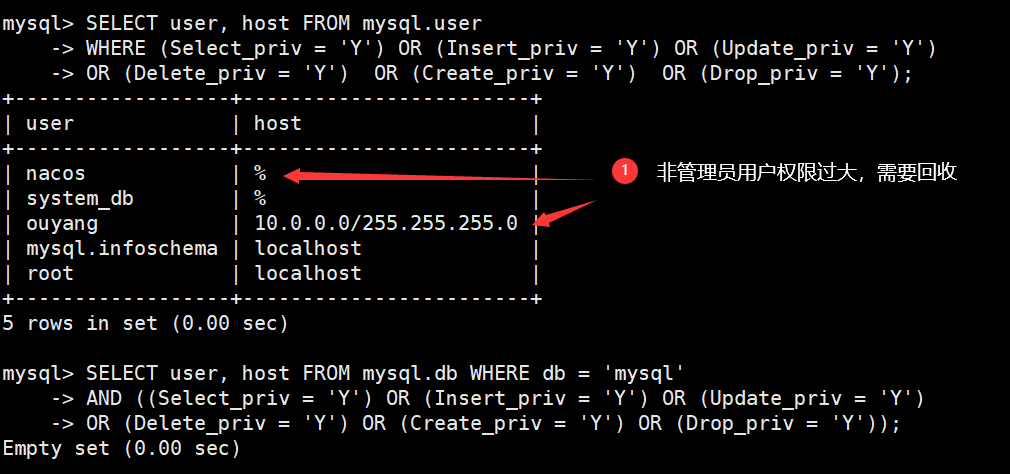 mysql> SELECT user, host FROM mysql.user
    -> WHERE (Select_priv = 'Y') OR (Insert_priv = 'Y') OR (Update_priv = 'Y')
    -> OR (Delete_priv = 'Y')  OR (Create_priv = 'Y')  OR (Drop_priv = 'Y');
+------------------+------------------------+
| user             | host                   |
+------------------+------------------------+
| nacos            | %                      |
1 非管理员用户权限过大，需要回收
| system_db        | %                      |
| ouyang           | 10.0.0.0/255.255.255.0 |
| mysql.infoschema | localhost              |
| root             | localhost              |
+------------------+------------------------+
5 rows in set (0.00 sec)
mysql> SELECT user, host FROM mysql.db WHERE db = 'mysql'
    -> AND ((Select_priv = 'Y') OR (Insert_priv = 'Y') OR (Update_priv = 'Y')
    -> OR (Delete_priv = 'Y') OR (Create_priv = 'Y') OR (Drop_priv = 'Y'));
Empty set (0.00 sec)